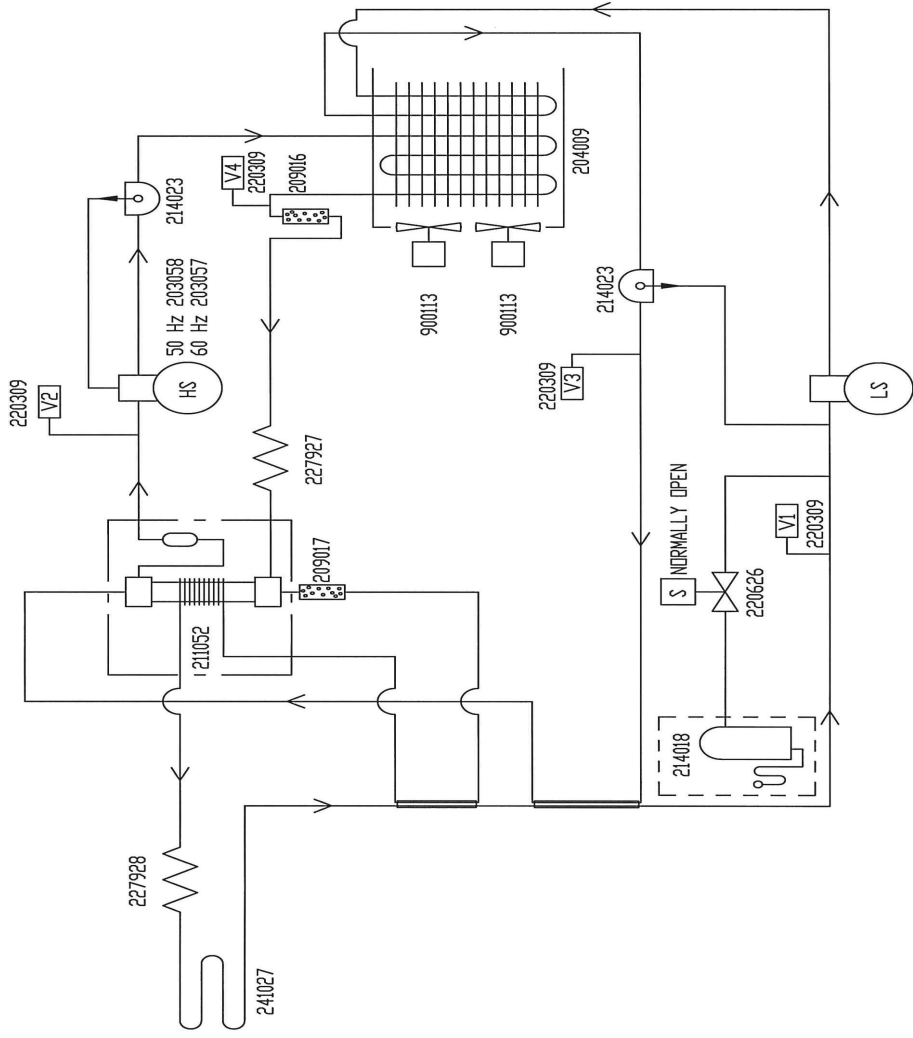 227928
241027
211052
209017
220309
V2
HS
50 Hz 203058
60 Hz 203057
214023
V4
220309
209016
227927
900113
900113
204009
220309
V3
214023
214018
S
NORMALLY OPEN
220626
V1
220309
LS